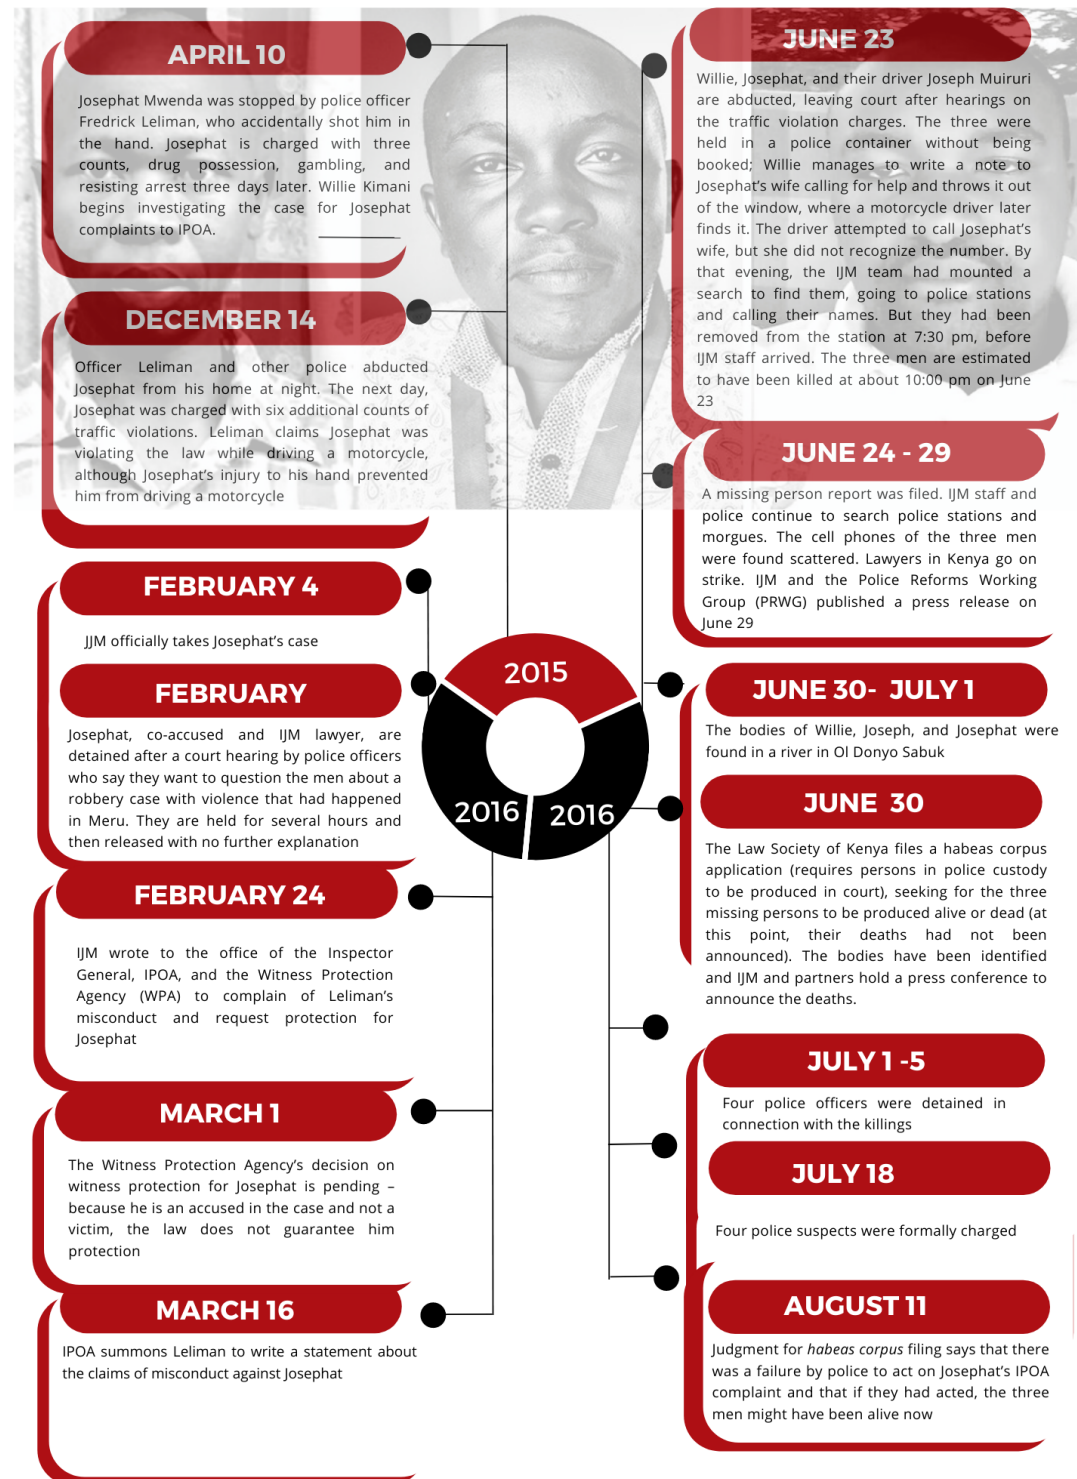 APRIL 10
Josephat Mwenda was stopped by police officer
Fredrick Leliman, who accidentally shot him in
the hand. Josephat is charged with three
counts, drug possession, gambling, and
resisting arrest three days later. Willie Kimani
begins investigating the case for Josephat
complaints to IPOA.
DECEMBER 14
Officer Leliman and other police abducted
Josephat from his home at night. The next day,
Josephat was charged with six additional counts of
traffic violations. Leliman claims Josephat was
violating the law while driving a motorcycle,
although Josephat's injury to his hand prevented
him from driving a motorcycle
FEBRUARY 4
JJM officially takes Josephat's case
FEBRUARY
Josephat, co-accused and IJM lawyer, are
detained after a court hearing by police officers
who say they want to question the men about a
robbery case with violence that had happened
in Meru. They are held for several hours and
then released with no further explanation
FEBRUARY 24
IJM wrote to the office of the Inspector
General, IPOA, and the Witness Protection
Agency (WPA) to complain of Leliman's
misconduct and request protection for
Josephat
MARCH 1
The Witness Protection Agency's decision on
witness protection for Josephat is pending –
because he is an accused in the case and not a
victim, the law does not guarantee him
protection
MARCH 16
IPOA summons Leliman to write a statement about
the claims of misconduct against Josephat
2015
2016
2016
JUNE 23
Willie, Josephat, and their driver Joseph Muiruri
are abducted, leaving court after hearings on
the traffic violation charges. The three were
held in a police container without being
booked; Willie manages to write a note to
Josephat's wife calling for help and throws it out
of the window, where a motorcycle driver later
finds it. The driver attempted to call Josephat's
wife, but she did not recognize the number. By
that evening, the IJM team had mounted a
search to find them, going to police stations
and calling their names. But they had been
removed from the station at 7:30 pm, before
IJM staff arrived. The three men are estimated
to have been killed at about 10:00 pm on June
23
JUNE 24 - 29
A missing person report was filed. IJM staff and
police continue to search police stations and
morgues. The cell phones of the three men
were found scattered. Lawyers in Kenya go on
strike. IJM and the Police Reforms Working
Group (PRWG) published a press release on
June 29
JUNE 30- JULY 1
The bodies of Willie, Joseph, and Josephat were
found in a river in Ol Donyo Sabuk
JUNE 30
The Law Society of Kenya files a habeas corpus
application (requires persons in police custody
to be produced in court), seeking for the three
missing persons to be produced alive or dead (at
this point, their deaths had not been
announced). The bodies have been identified
and IJM and partners hold a press conference to
announce the deaths.
JULY 1 -5
Four police officers were detained in
connection with the killings
JULY 18
Four police suspects were formally charged
AUGUST 11
Judgment for habeas corpus filing says that there
was a failure by police to act on Josephat's IPOA
complaint and that if they had acted, the three
men might have been alive now